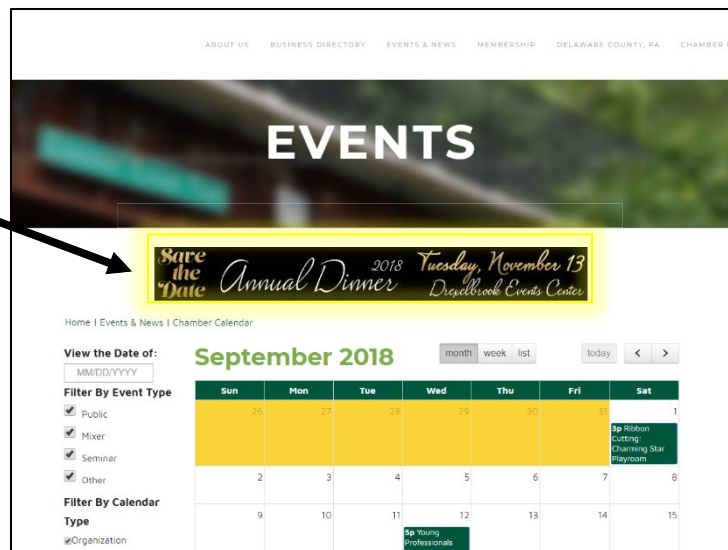 ABOUT US BUSINESS DIRECTORY EVENTS & NEWS MEMBERSHIP DELAWARE COUNTY, PA CHAMBER
EVENTS
Save the Date Annual Dinner 2018 Tuesday, November 13 Drexelbrook Events Center
Home | Events & News | Chamber Calendar
View the Date of:
MM/DD/YYYY
Filter By Event Type
Public
Mixer
Seminar
Other
Filter By Calendar
Type
Organization
September 2018 month week list today < >
Sun Mon Tue Wed Thu Fri Sat
26 27 28 29 30 31 1
3p Ribbon
Cutting:
Charming Star
Playroom
2 3 4 5 6 7 8
9 10 11 12 13 14 15
5p Young
Professionals